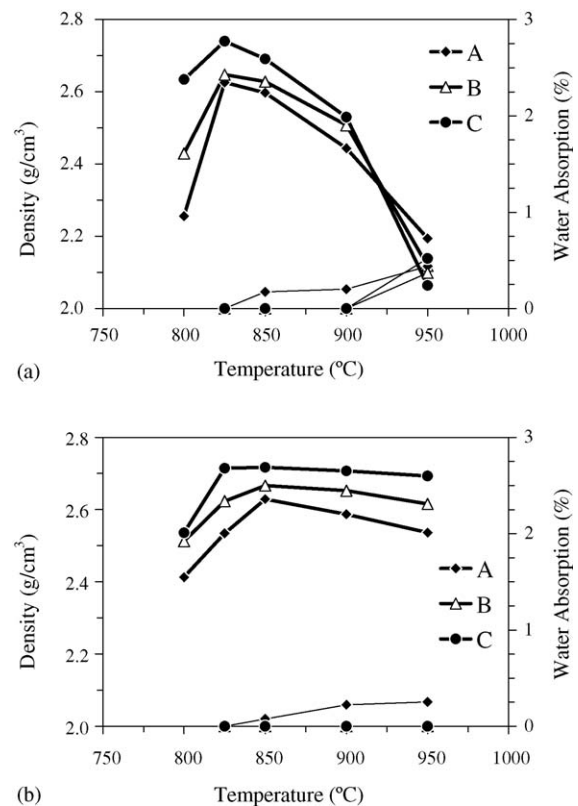 2.8
3
2.6
2.4
2
2.2
1
2.0
0
750 800 850 900 950 1000
Density (g/cm³)
Water Absorption (%)
A
B
C
Temperature (ºC)
(a)
2.8
3
2.6
2.4
2
2.2
1
2.0
0
750 800 850 900 950 1000
Density (g/cm³)
Water Absorption (%)
A
B
C
Temperature (ºC)
(b)